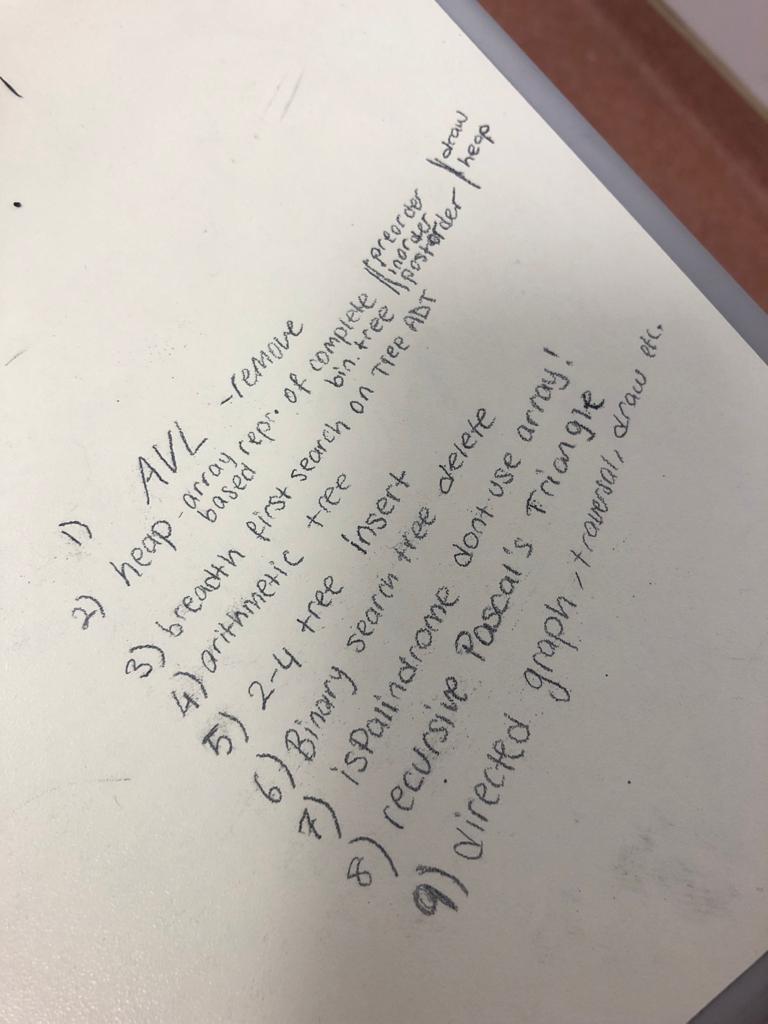 1) AVL -remove
2) heap -array repr. of complete / preorder / draw
based bin. tree inorder heap
postorder
3) breadth first search on Tree ADT
4) arithmetic tree
5) 2-4 tree insert
6) Binary search tree delete
7) isPalindrome dont use array!
8) recursive Pascal's Triangle
9) directed graph, traversal, draw etc.